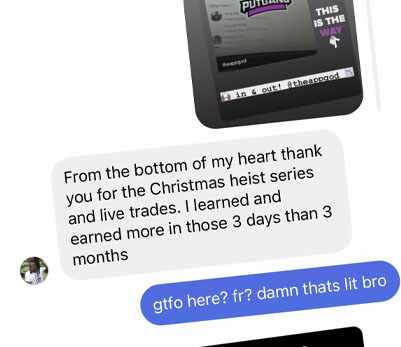 PUTGANG
THIS
IS THE
WAY
theappgod
in & out! @theappgod
From the bottom of my heart thank
you for the Christmas heist series
and live trades. I learned and
earned more in those 3 days than 3
months
gtfo here? fr? damn thats lit bro